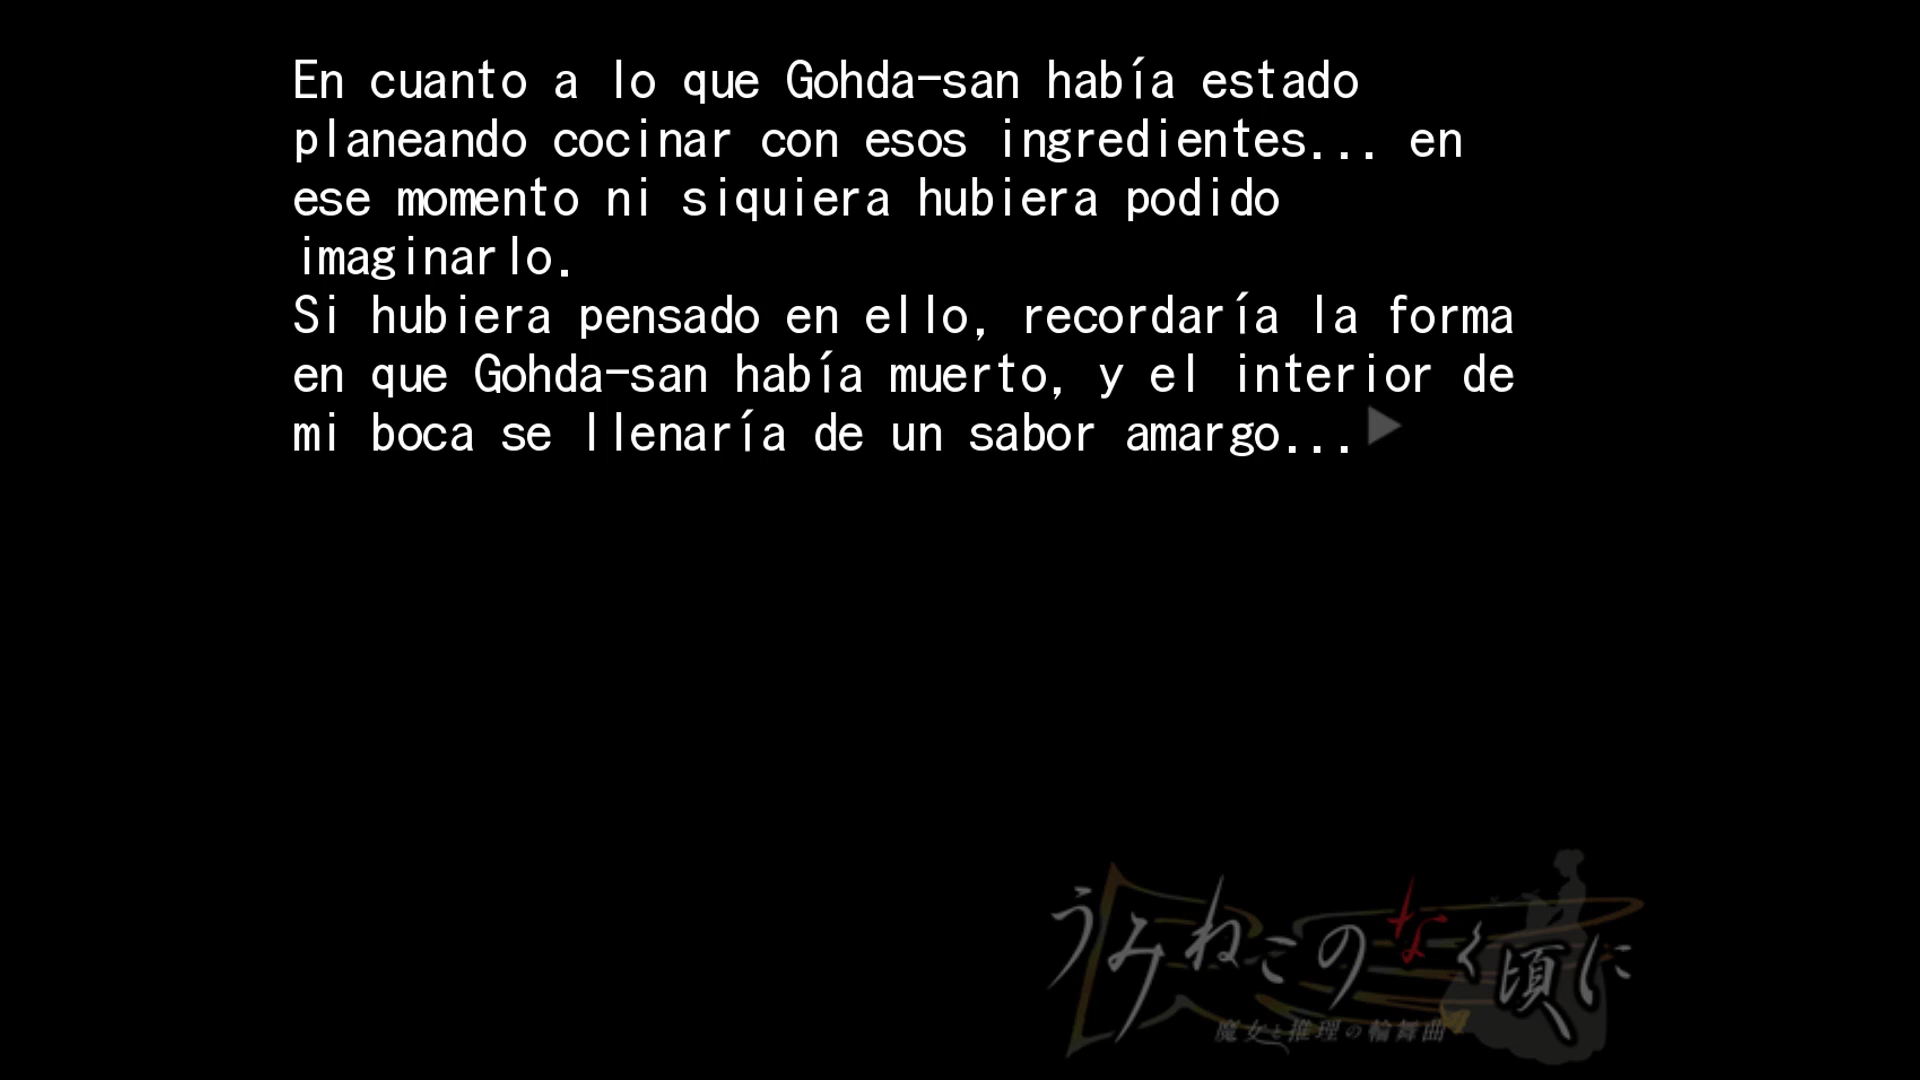 En cuanto a lo que Gohda-san había estado
planeando cocinar con esos ingredientes... en
ese momento ni siquiera hubiera podido
imaginarlo.
Si hubiera pensado en ello, recordaría la forma
en que Gohda-san había muerto, y el interior de
mi boca se llenaría de un sabor amargo...
うみねこのなく頃に
魔女と推理の輪舞曲